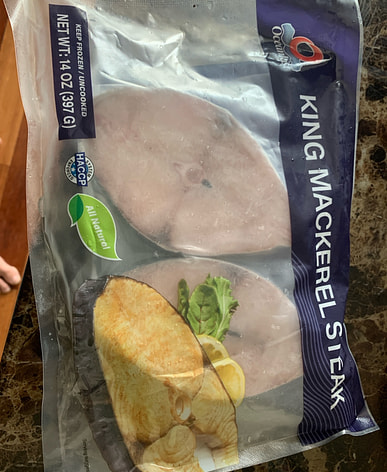 KING MACKEREL STEAK
KEEP FROZEN / UNCOOKED
NET WT: 14 OZ (397 G)
HACCP
All Natural